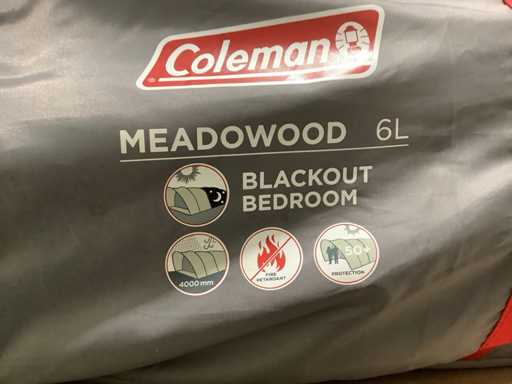 Coleman
MEADOWOOD 6L
BLACKOUT
BEDROOM
4000 mm
FIRE
RETARDANT
50+
PROTECTION